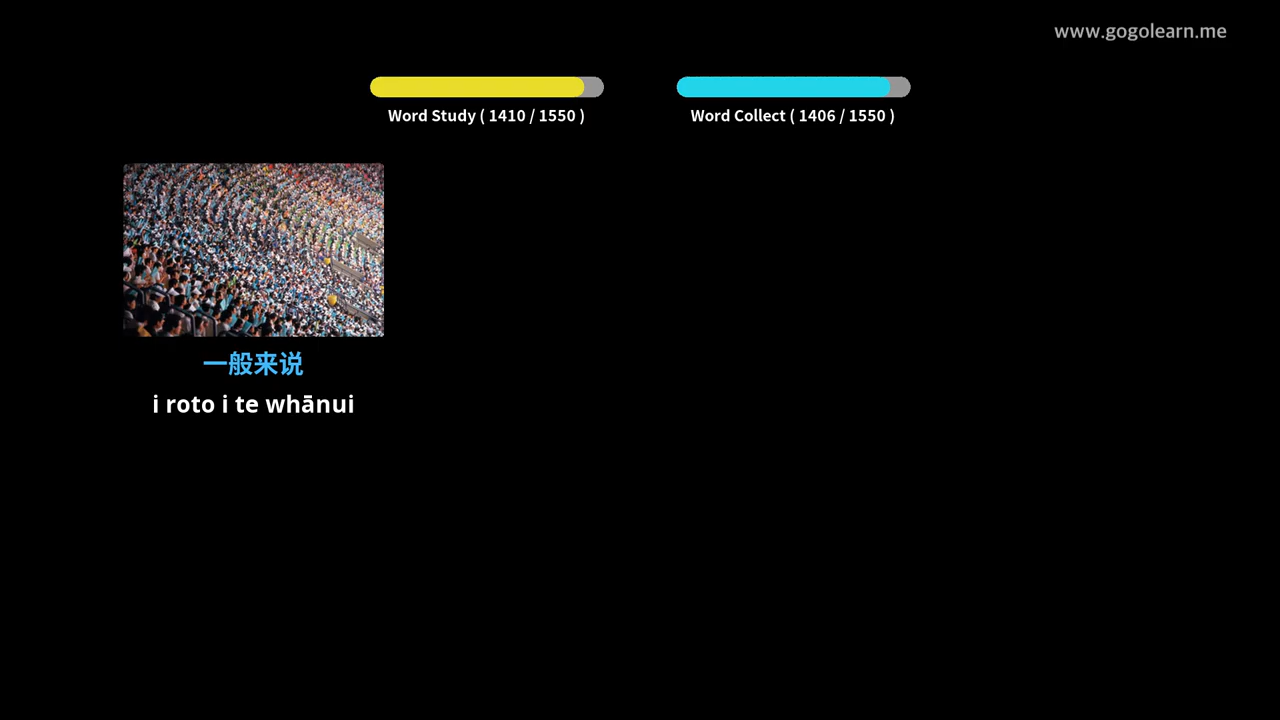 www.gogolearn.me
Word Study ( 1410 / 1550 )
Word Collect ( 1406 / 1550 )
一般来说
i roto i te whānui